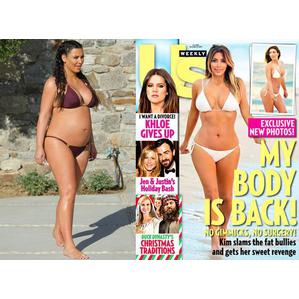 Us
WEEKLY
I WANT A DIVORCE!
KHLOE
GIVES UP
Jen & Justin's
Holiday Bash
DUCK DYNASTY'S
CHRISTMAS
TRADITIONS
EXCLUSIVE
NEW PHOTOS!
MY
BODY
IS BACK!
NO GIMMICKS, NO SURGERY!
Kim slams the fat bullies
and gets her sweet revenge